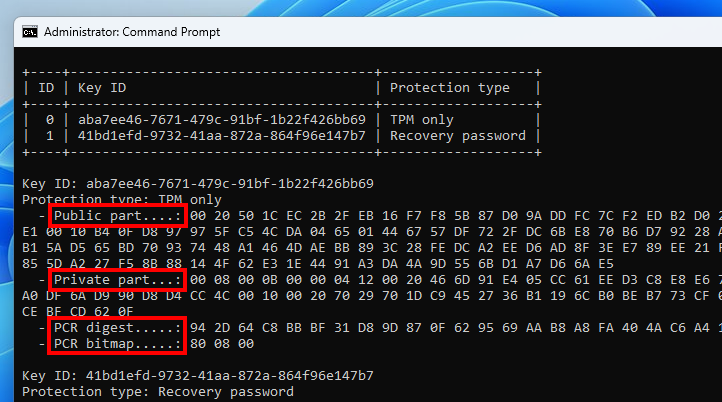 Administrator: Command Prompt
+----+--------------------------------------+-------------------+
| ID | Key ID | Protection type |
+----+--------------------------------------+-------------------+
| 0 | aba7ee46-7671-479c-91bf-1b22f426bb69 | TPM only |
| 1 | 41bd1efd-9732-41aa-872a-864f96e147b7 | Recovery password |
+----+--------------------------------------+-------------------+
Key ID: aba7ee46-7671-479c-91bf-1b22f426bb69
Protection type: TPM only
- Public part....: 00 20 50 1C EC 2B 2F EB 16 F7 F8 5B 87 D0 9A DD FC 7C F2 ED B2 D0
E1 00 10 B4 0F D8 97 97 5F C5 4C DA 04 65 01 44 67 57 DF 72 2F DC 6B E8 70 B6 D7 92 28
B1 5A D5 65 BD 70 93 74 48 A1 46 4D AE BB 89 3C 28 FE DC A2 EE D6 AD 8F 3E E7 89 EE 21
85 5D A2 27 F5 8B 88 14 4F 62 E3 1E 44 91 A3 DA 4A 9D 55 6B D1 A7 D6 6A E5
- Private part...: 00 08 00 0B 00 00 04 12 00 20 46 6D 91 E4 05 CC 61 EE D3 C8 E8 E6
A0 DF 6A D9 90 D8 D4 CC 4C 00 10 00 20 70 29 70 1D C9 45 27 36 B1 19 6C B0 BE B7 73 CF
CE BF CD 62 0F
- PCR digest.....: 94 2D 64 C8 BB BF 31 D8 9D 87 0F 62 95 69 AA B8 A8 FA 40 4A C6 A4
- PCR bitmap.....: 80 08 00
Key ID: 41bd1efd-9732-41aa-872a-864f96e147b7
Protection type: Recovery password